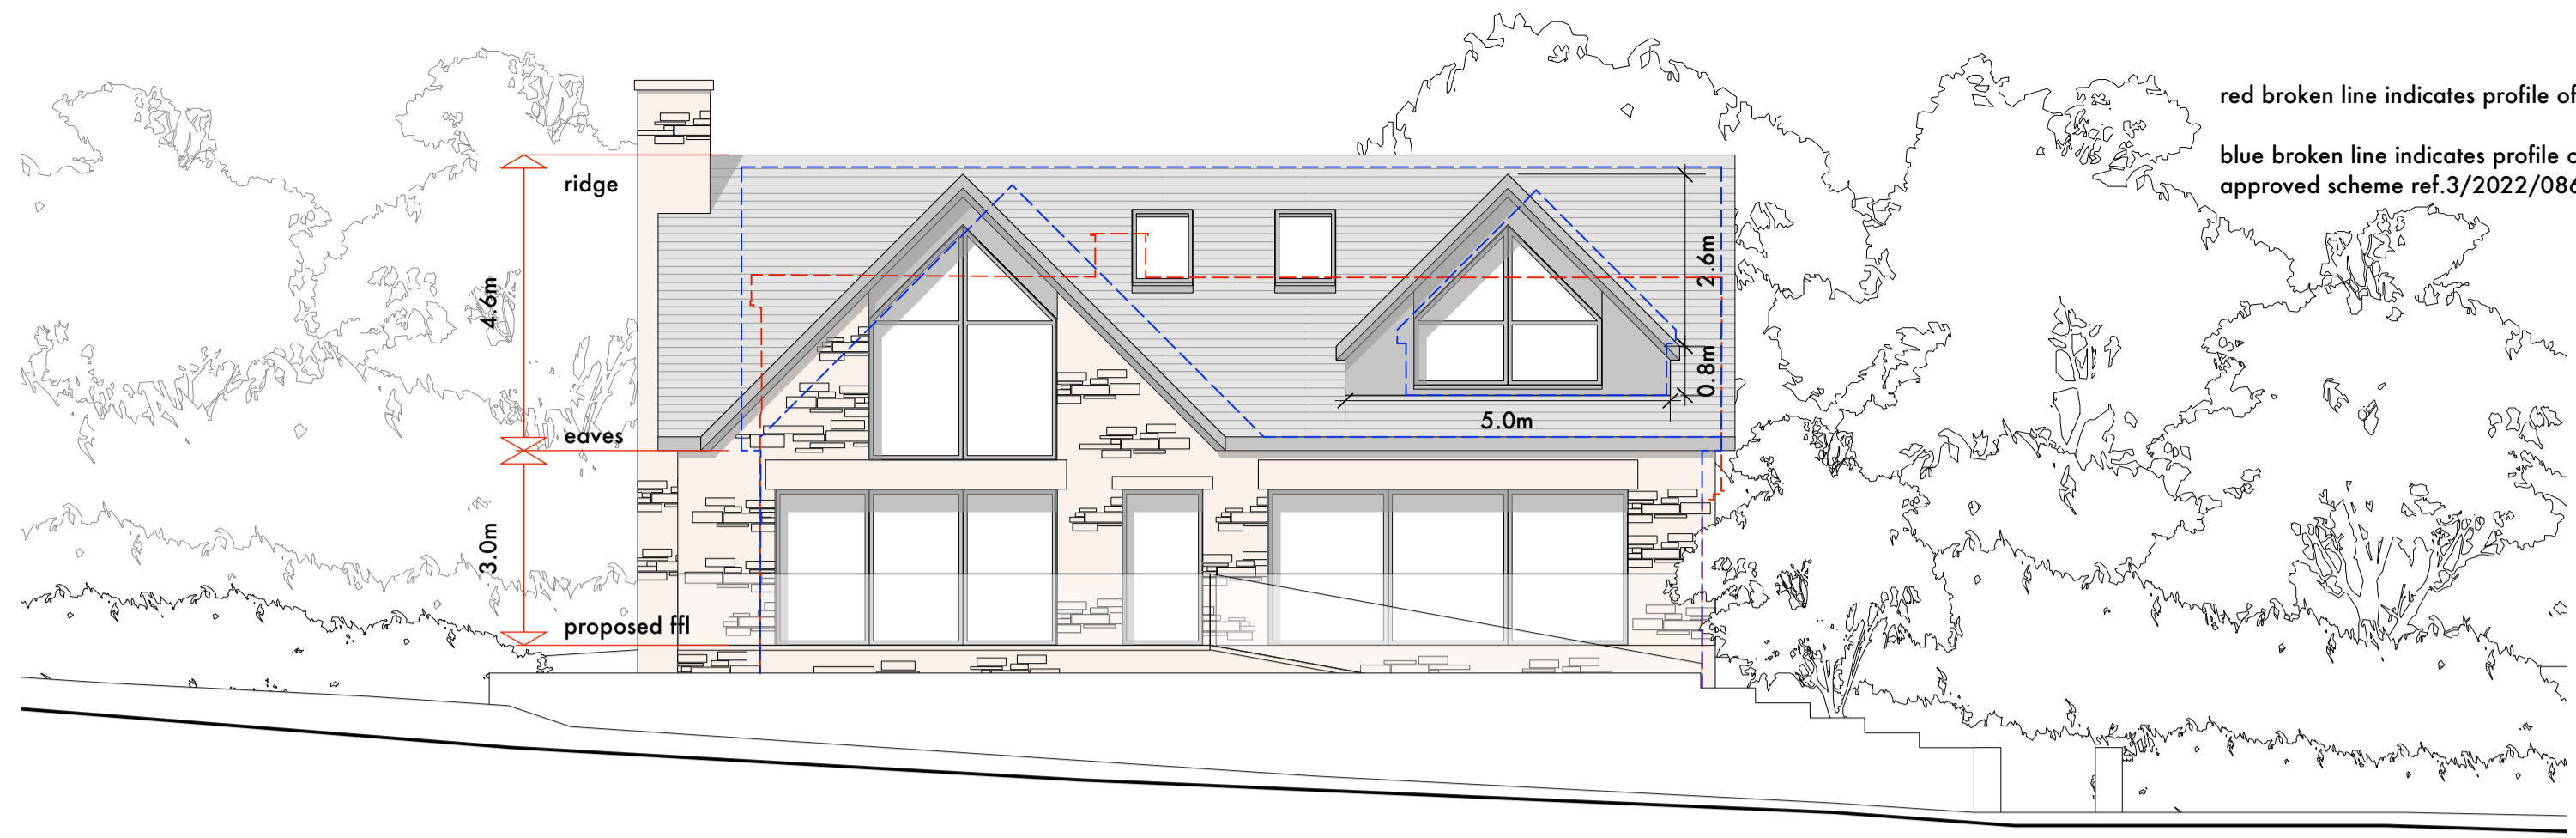 red broken line indicates profile of
blue broken line indicates profile o
approved scheme ref.3/2022/086
ridge
4.6m
2.6m
0.8m
5.0m
eaves
3.0m
proposed ffl